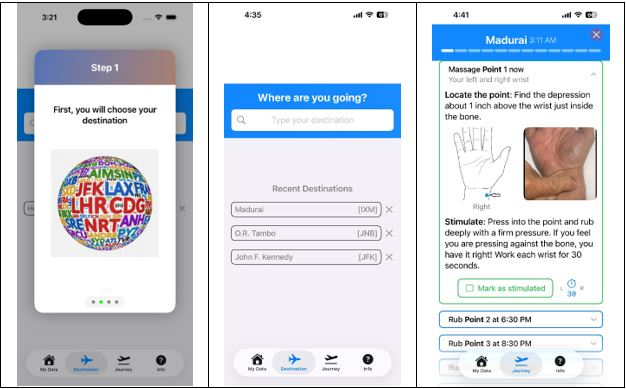 3:21
Step 1
First, you will choose your
destination
AIMSINF
JFK LAX FRA
LHR CDG
NRT
My Data
Destination
Journey
Info
4:35
Where are you going?
Type your destination
Recent Destinations
Madurai [IXM]
O.R. Tambo [JNB]
John F. Kennedy [JFK]
My Data
Destination
Journey
Info
4:41
Madurai 3:11 AM
Massage Point 1 now
Your left and right wrist
Locate the point: Find the depression
about 1 inch above the wrist just inside
the bone.
Right
Stimulate: Press into the point and rub
deeply with a firm pressure. If you feel
you are pressing against the bone, you
have it right! Work each wrist for 30
seconds.
Mark as stimulated
L R
30
Rub Point 2 at 6:30 PM
Rub Point 3 at 8:30 PM
My Data
Journey
Info